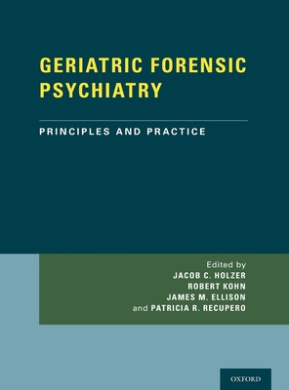 GERIATRIC FORENSIC
PSYCHIATRY
PRINCIPLES AND PRACTICE
Edited by
JACOB C. HOLZER
ROBERT KOHN
JAMES M. ELLISON
and PATRICIA R. RECUPERO
OXFORD